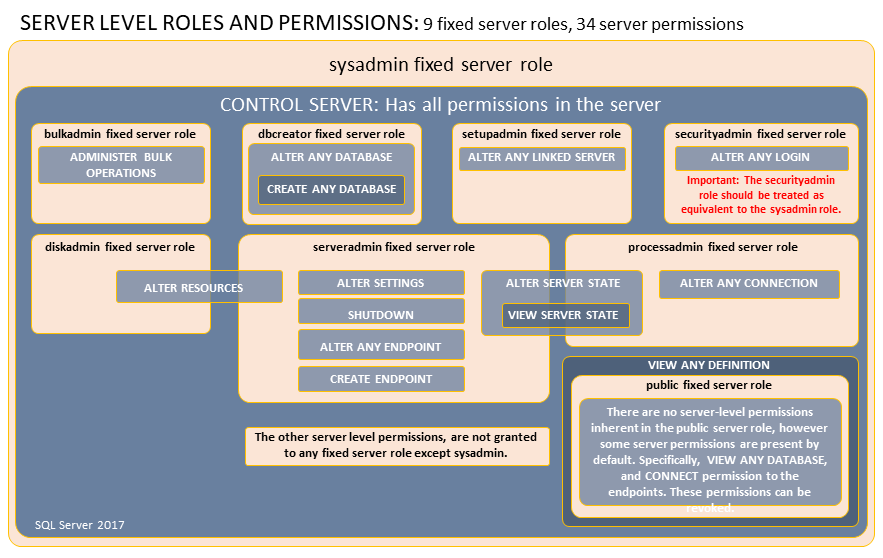 SERVER LEVEL ROLES AND PERMISSIONS: 9 fixed server roles, 34 server permissions
sysadmin fixed server role
CONTROL SERVER: Has all permissions in the server
bulkadmin fixed server role
ADMINISTER BULK
OPERATIONS
dbcreator fixed server role
ALTER ANY DATABASE
CREATE ANY DATABASE
setupadmin fixed server role
ALTER ANY LINKED SERVER
securityadmin fixed server role
ALTER ANY LOGIN
Important: The securityadmin
role should be treated as
equivalent to the sysadmin role.
diskadmin fixed server role
ALTER RESOURCES
serveradmin fixed server role
ALTER SETTINGS
SHUTDOWN
ALTER ANY ENDPOINT
CREATE ENDPOINT
ALTER SERVER STATE
VIEW SERVER STATE
processadmin fixed server role
ALTER ANY CONNECTION
VIEW ANY DEFINITION
public fixed server role
There are no server-level permissions
inherent in the public server role, however
some server permissions are present by
default. Specifically, VIEW ANY DATABASE,
and CONNECT permission to the
endpoints. These permissions can be
revoked.
The other server level permissions, are not granted
to any fixed server role except sysadmin.
SQL Server 2017